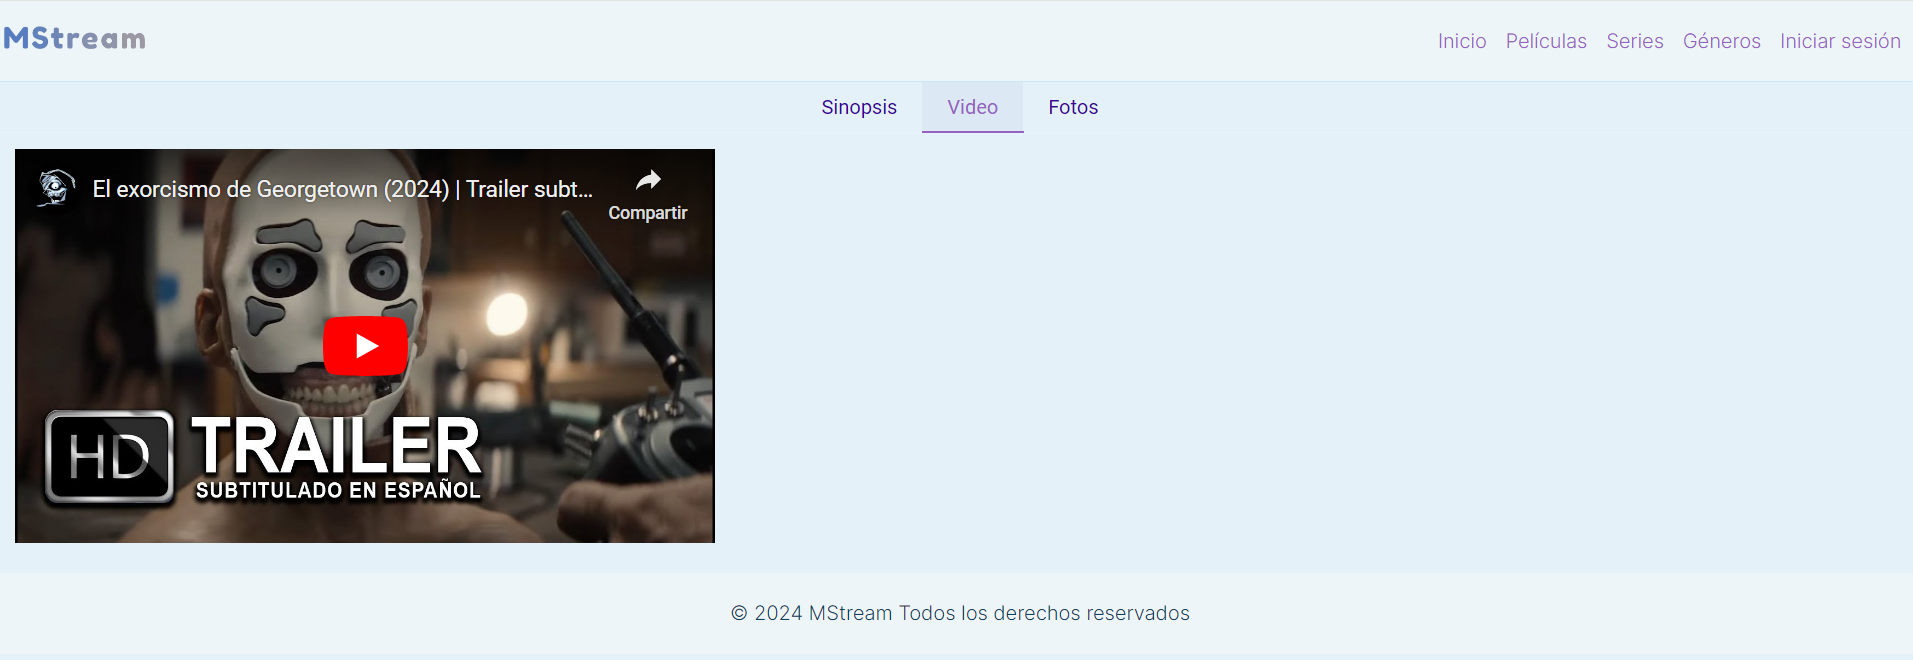 MStream
Inicio Películas Series Géneros Iniciar sesión
Sinopsis Video Fotos
El exorcismo de Georgetown (2024) | Trailer subt...
Compartir
HD TRAILER
SUBTITULADO EN ESPAÑOL
© 2024 MStream Todos los derechos reservados